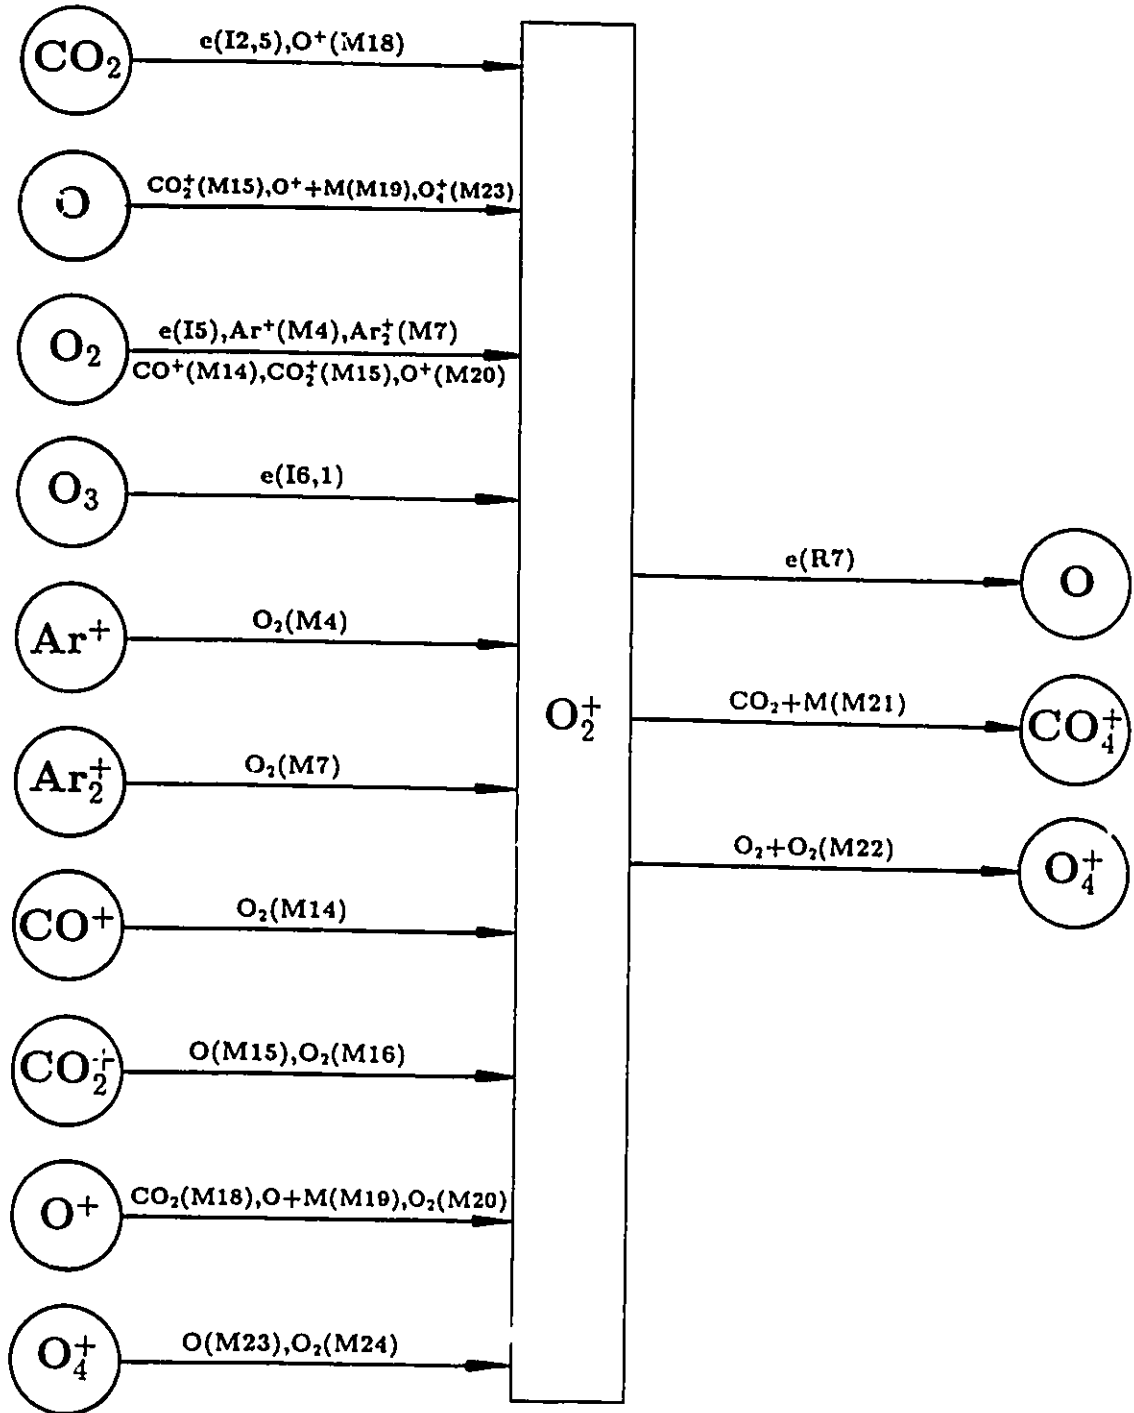 CO₂ e(I2,5),O⁺(M18)
O CO₂⁺(M15),O⁺+M(M19),O₄⁺(M23)
O₂ e(I5),Ar⁺(M4),Ar₂⁺(M7)
CO⁺(M14),CO₂⁺(M15),O⁺(M20)
O₃ e(I6,1)
e(R7) O
Ar⁺ O₂(M4)
O₂⁺
CO₂+M(M21) CO₄⁺
Ar₂⁺ O₂(M7)
O₂+O₂(M22) O₄⁺
CO⁺ O₂(M14)
CO₂⁺ O(M15),O₂(M16)
O⁺ CO₂(M18),O+M(M19),O₂(M20)
O₄⁺ O(M23),O₂(M24)